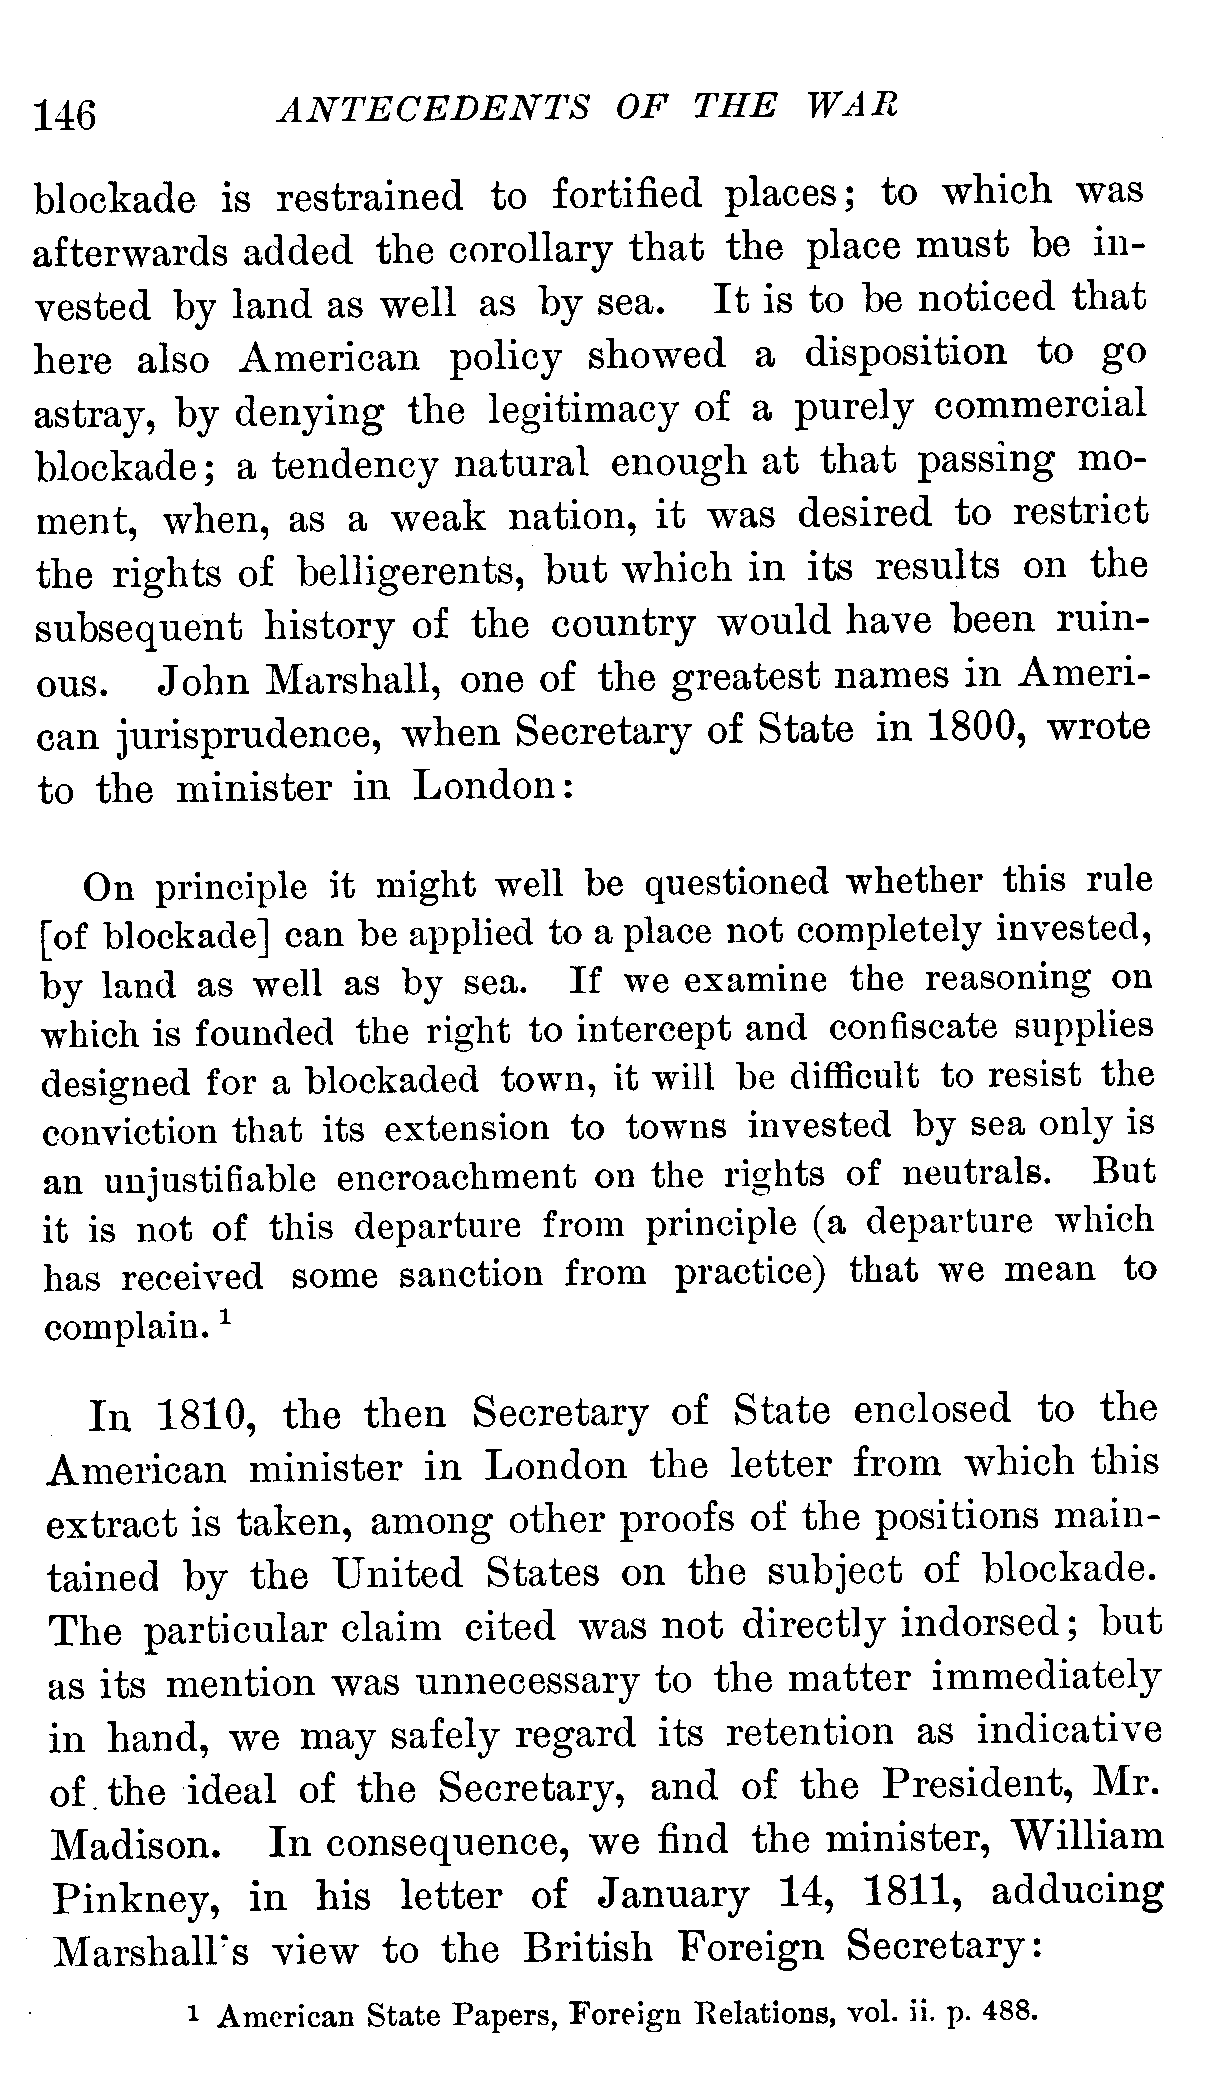 146 ANTECEDENTS OF THE WAR
blockade is restrained to fortified places; to which was
afterwards added the corollary that the place must be in-
vested by land as well as by sea. It is to be noticed that
here also American policy showed a disposition to go
astray, by denying the legitimacy of a purely commercial
blockade; a tendency natural enough at that passing mo-
ment, when, as a weak nation, it was desired to restrict
the rights of belligerents, but which in its results on the
subsequent history of the country would have been ruin-
ous. John Marshall, one of the greatest names in Ameri-
can jurisprudence, when Secretary of State in 1800, wrote
to the minister in London:
On principle it might well be questioned whether this rule
[of blockade] can be applied to a place not completely invested,
by land as well as by sea. If we examine the reasoning on
which is founded the right to intercept and confiscate supplies
designed for a blockaded town, it will be difficult to resist the
conviction that its extension to towns invested by sea only is
an unjustifiable encroachment on the rights of neutrals. But
it is not of this departure from principle (a departure which
has received some sanction from practice) that we mean to
complain.¹
In 1810, the then Secretary of State enclosed to the
American minister in London the letter from which this
extract is taken, among other proofs of the positions main-
tained by the United States on the subject of blockade.
The particular claim cited was not directly indorsed; but
as its mention was unnecessary to the matter immediately
in hand, we may safely regard its retention as indicative
of the ideal of the Secretary, and of the President, Mr.
Madison. In consequence, we find the minister, William
Pinkney, in his letter of January 14, 1811, adducing
Marshall's view to the British Foreign Secretary:
¹ American State Papers, Foreign Relations, vol. ii. p. 488.